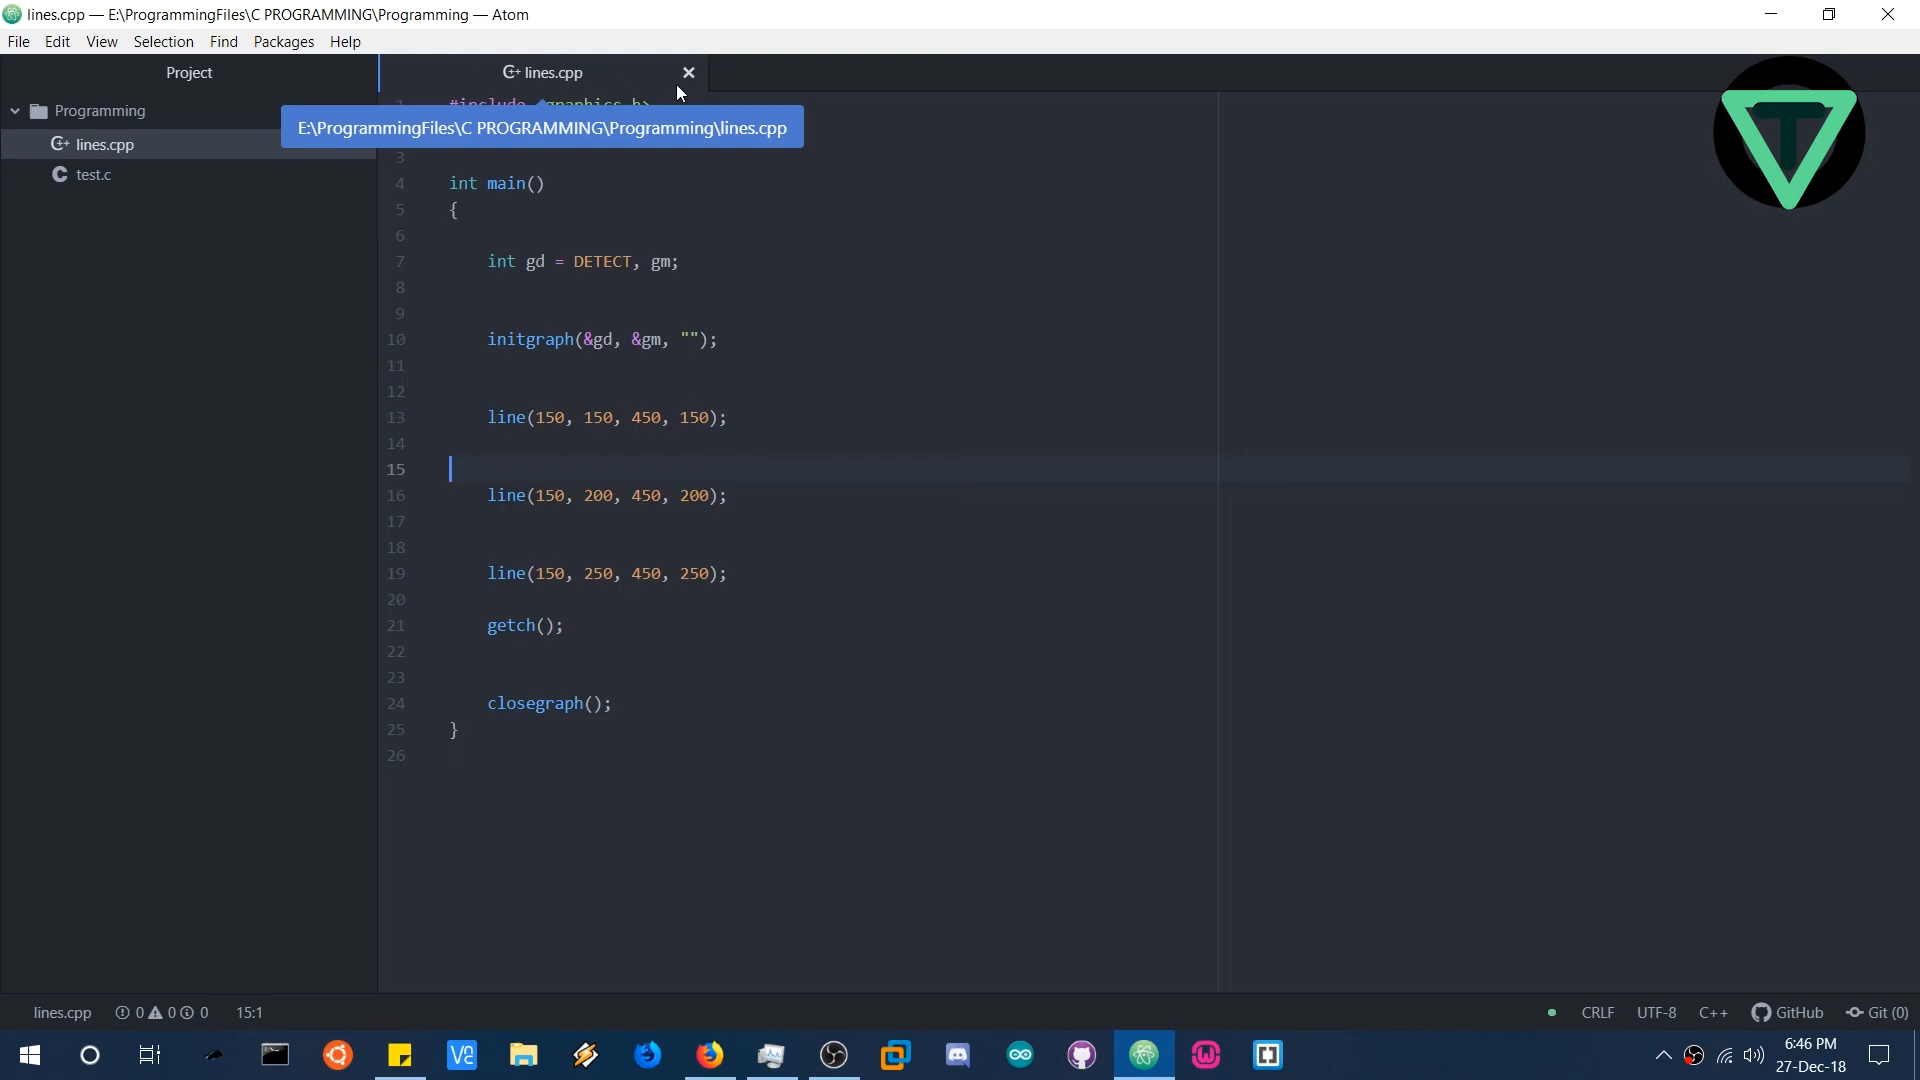 lines.cpp — E:\ProgrammingFiles\C PROGRAMMING\Programming — Atom
File Edit View Selection Find Packages Help
Project
lines.cpp
Programming
lines.cpp
test.c
E:\ProgrammingFiles\C PROGRAMMING\Programming\lines.cpp
1 #include graphics.h>
3
4 int main()
5 {
6
7 int gd = DETECT, gm;
8
9
10 initgraph(&gd, &gm, "");
11
12
13 line(150, 150, 450, 150);
14
15
16 line(150, 200, 450, 200);
17
18
19 line(150, 250, 450, 250);
20
21 getch();
22
23
24 closegraph();
25 }
26
lines.cpp 0 0 0 15:1 CRLF UTF-8 C++ GitHub Git (0)
6:46 PM
27-Dec-18